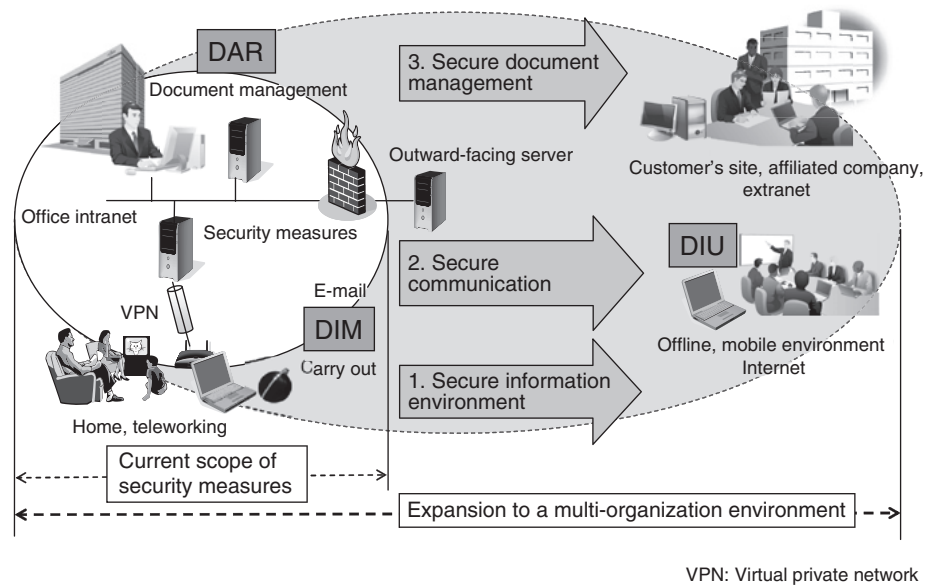 DAR
Document management
3. Secure document
management
Outward-facing server
Customer's site, affiliated company,
extranet
Office intranet
Security measures
2. Secure
communication
DIU
E-mail
VPN
DIM
Carry out
Offline, mobile environment
Internet
1. Secure information
environment
Home, teleworking
Current scope of
security measures
Expansion to a multi-organization environment
VPN: Virtual private network